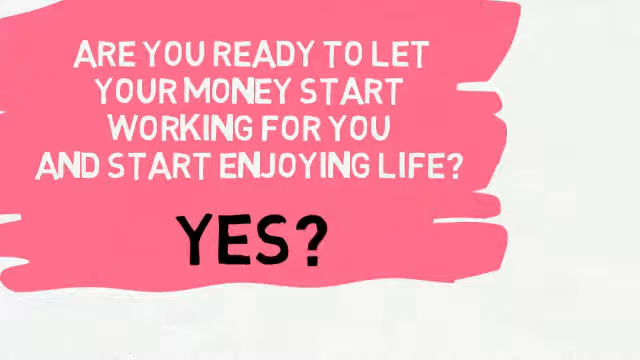 ARE YOU READY TO LET
YOUR MONEY START
WORKING FOR YOU
AND START ENJOYING LIFE?
YES?